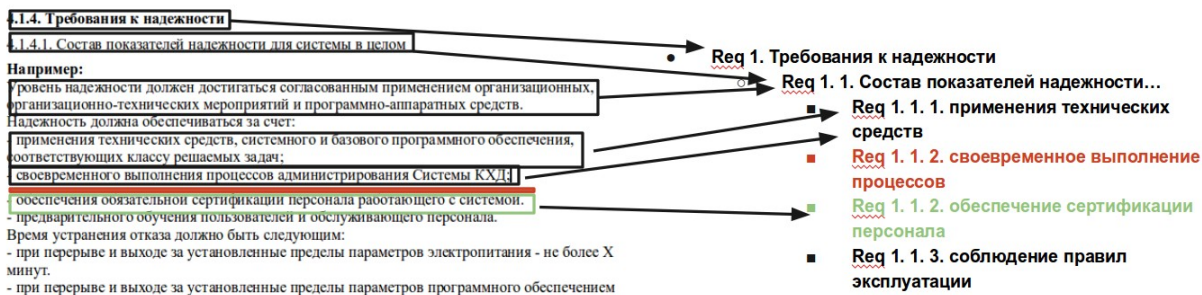 4.1.4. Требования к надежности
4.1.4.1. Состав показателей надежности для системы в целом
Например:
Уровень надежности должен достигаться согласованным применением организационных,
организационно-технических мероприятий и программно-аппаратных средств.
Надежность должна обеспечиваться за счет:
- применения технических средств, системного и базового программного обеспечения,
соответствующих классу решаемых задач;
- своевременного выполнения процессов администрирования Системы КХД;
- обеспечения обязательной сертификации персонала работающего с системой.
- предварительного обучения пользователей и обслуживающего персонала.
Время устранения отказа должно быть следующим:
- при перерыве и выходе за установленные пределы параметров электропитания - не более X
минут.
- при перерыве и выходе за установленные пределы параметров программного обеспечением
Req 1. Требования к надежности
Req 1. 1. Состав показателей надежности…
Req 1. 1. 1. применения технических
средств
Req 1. 1. 2. своевременное выполнение
процессов
Req 1. 1. 2. обеспечение сертификации
персонала
Req 1. 1. 3. соблюдение правил
эксплуатации